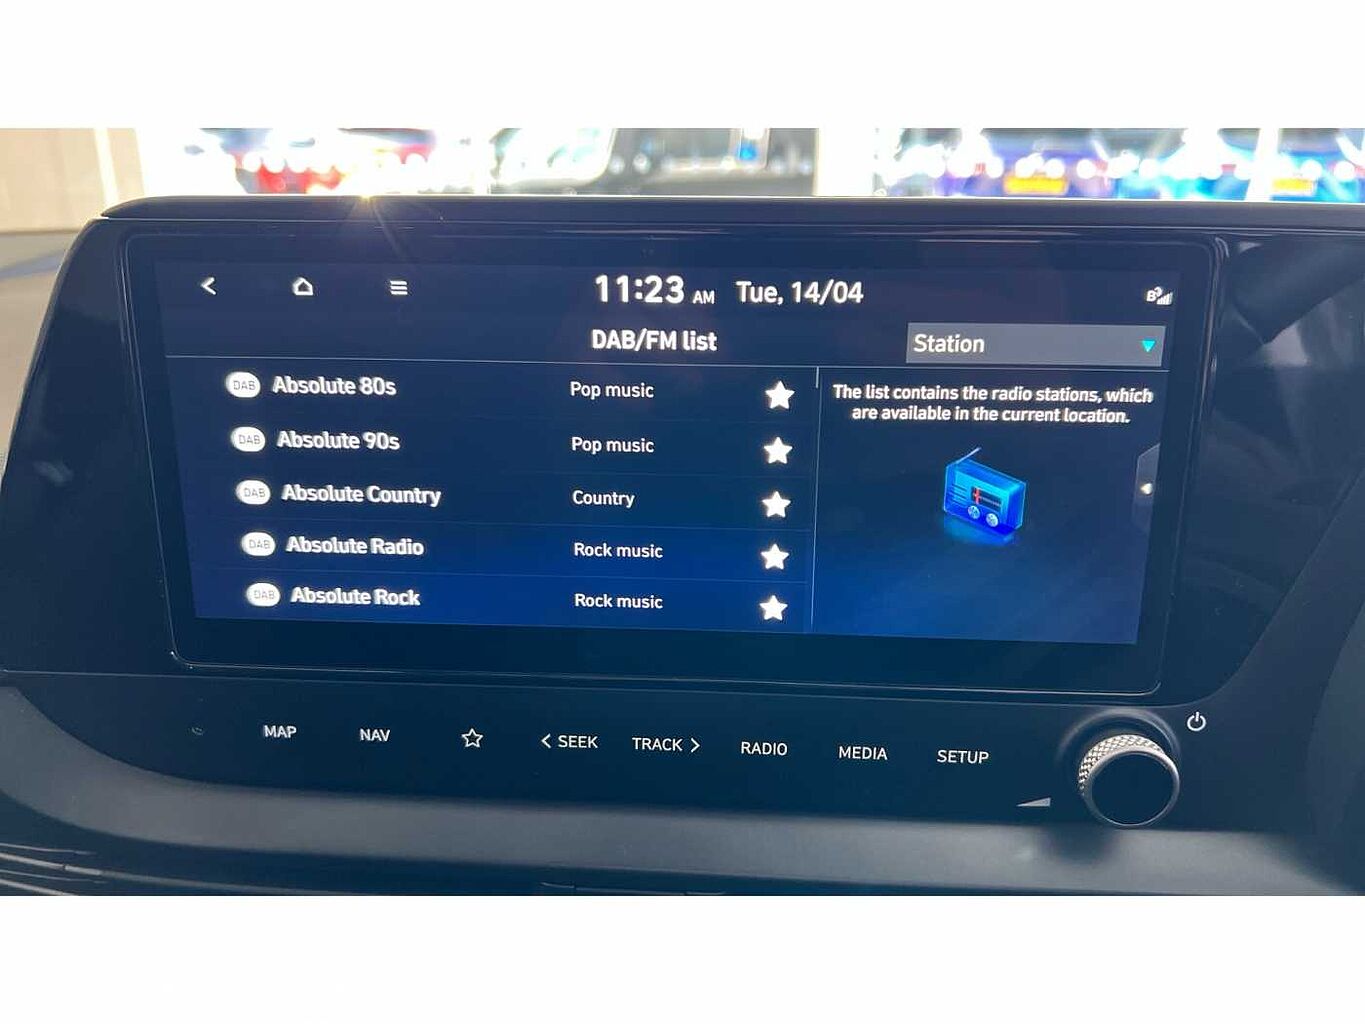 11:23 AM Tue, 14/04
DAB/FM list
Station
DAB Absolute 80s Pop music
DAB Absolute 90s Pop music
DAB Absolute Country Country
DAB Absolute Radio Rock music
DAB Absolute Rock Rock music
The list contains the radio stations, which
are available in the current location.
MAP NAV < SEEK TRACK > RADIO MEDIA SETUP